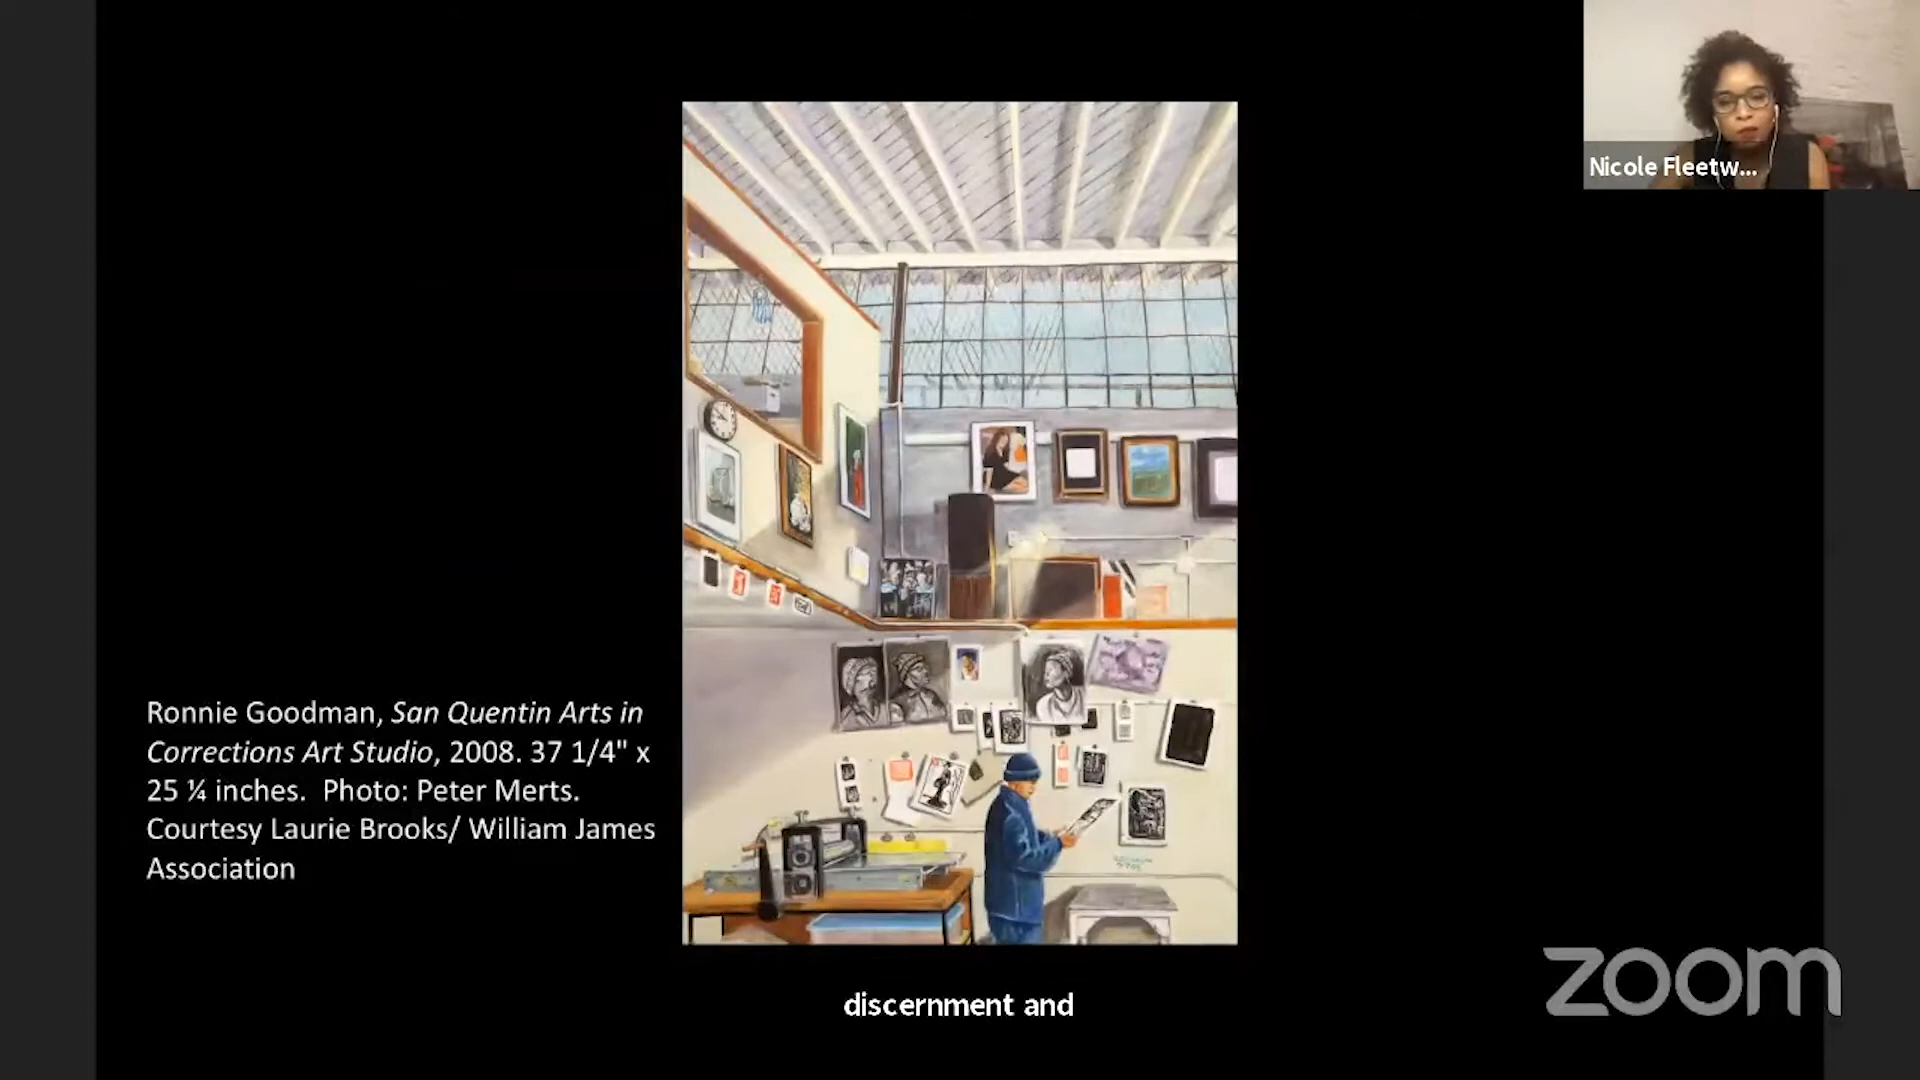 Nicole Fleetw...
Ronnie Goodman, San Quentin Arts in
Corrections Art Studio, 2008. 37 1/4" x
25 ¼ inches.  Photo: Peter Merts.
Courtesy Laurie Brooks/ William James
Association
discernment and
zoom